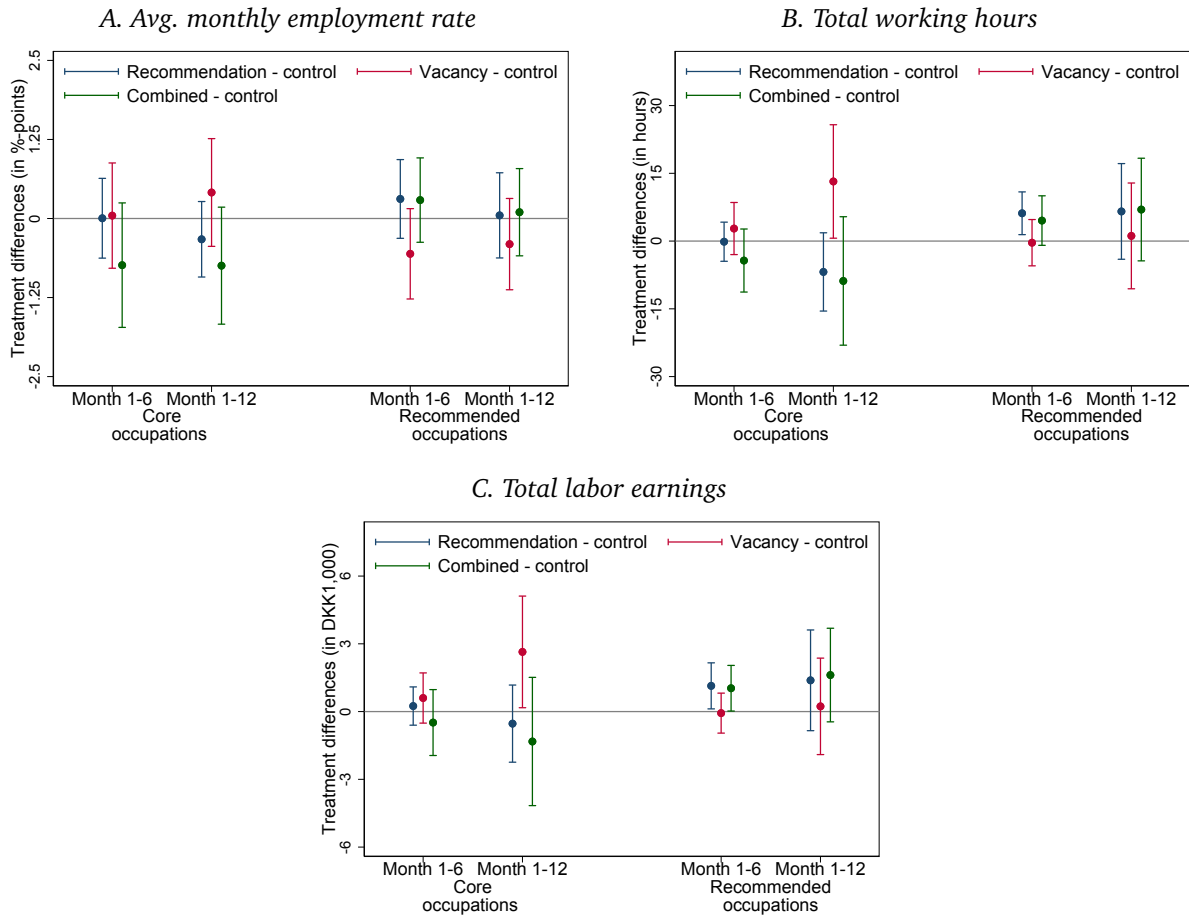 A. Avg. monthly employment rate
Treatment differences (in %-points)
2.5
1.25
0
-1.25
-2.5
Recommendation - control
Vacancy - control
Combined - control
Month 1-6
Month 1-12
Core
occupations
Month 1-6
Month 1-12
Recommended
occupations
B. Total working hours
Treatment differences (in hours)
30
15
0
-15
-30
Recommendation - control
Vacancy - control
Combined - control
Month 1-6
Month 1-12
Core
occupations
Month 1-6
Month 1-12
Recommended
occupations
C. Total labor earnings
Treatment differences (in DKK1,000)
6
3
0
-3
-6
Recommendation - control
Vacancy - control
Combined - control
Month 1-6
Month 1-12
Core
occupations
Month 1-6
Month 1-12
Recommended
occupations